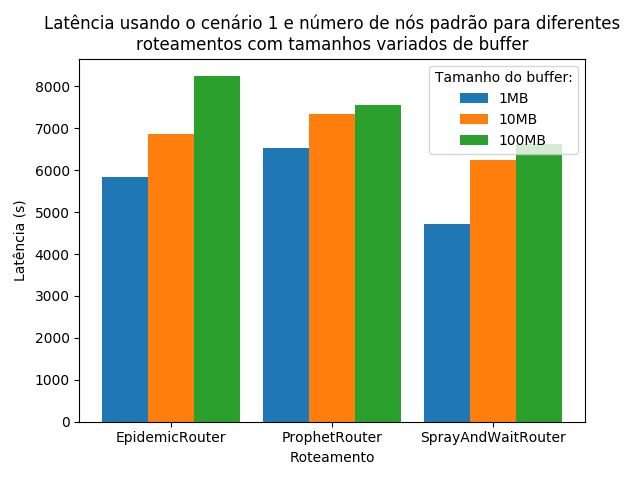 Latência usando o cenário 1 e número de nós padrão para diferentes
roteamentos com tamanhos variados de buffer
Tamanho do buffer:
1MB
10MB
100MB
Latência (s)
8000
7000
6000
5000
4000
3000
2000
1000
0
EpidemicRouter
ProphetRouter
SprayAndWaitRouter
Roteamento